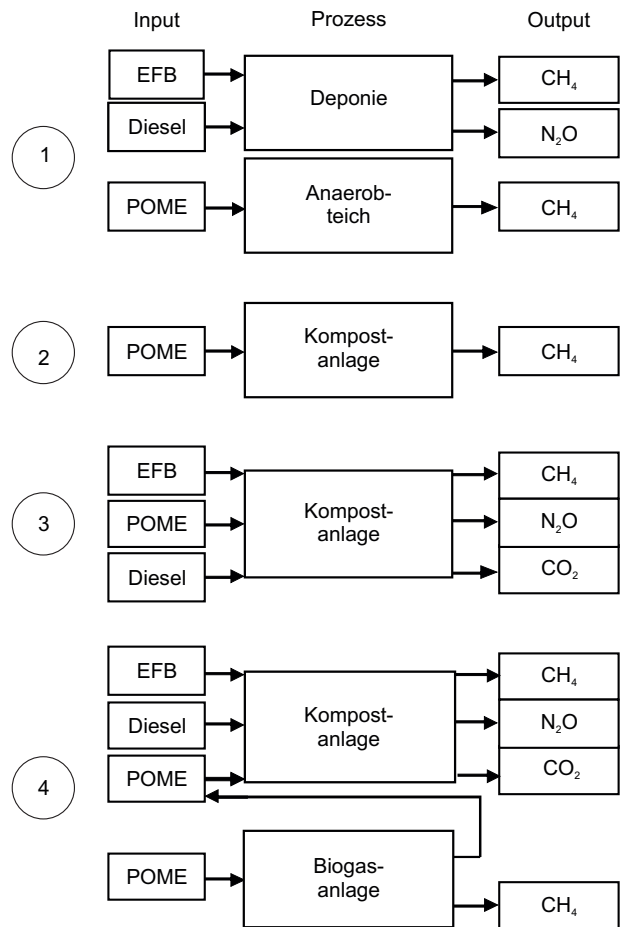 Input Prozess Output
EFB
Deponie
CH₄
Diesel
N₂O
1
POME
Anaerob-
teich
CH₄
2
POME
Kompost-
anlage
CH₄
3
EFB
POME
Diesel
Kompost-
anlage
CH₄
N₂O
CO₂
4
EFB
Diesel
POME
Kompost-
anlage
CH₄
N₂O
CO₂
POME
Biogas-
anlage
CH₄